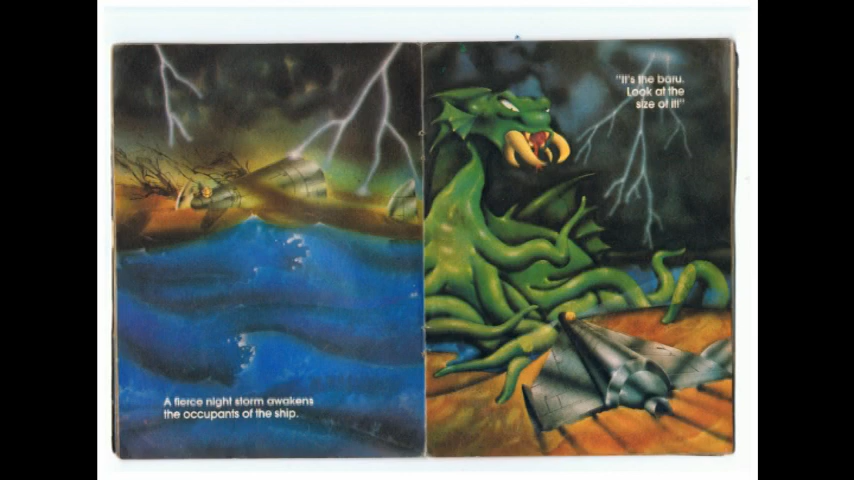 A fierce night storm awakens
the occupants of the ship.
"It's the baru.
Look at the
size of it!"